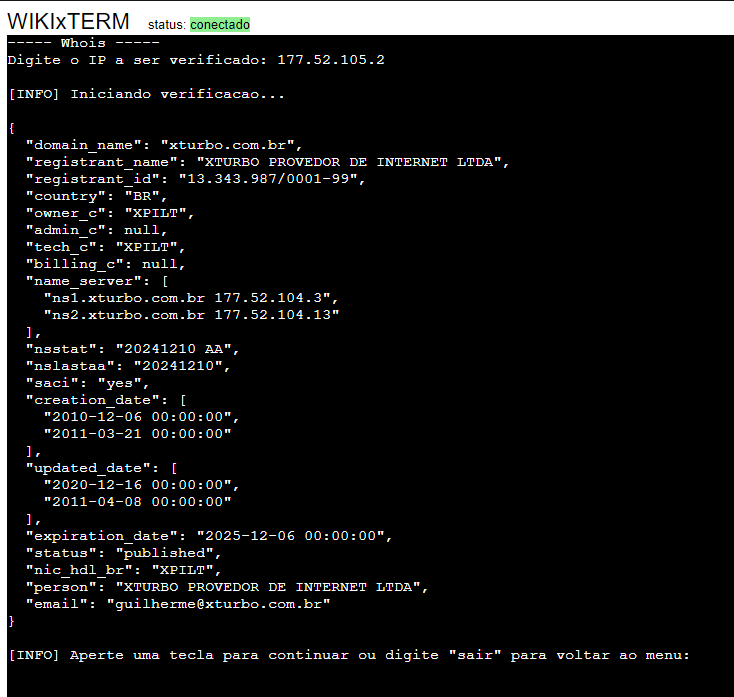 WIKIxTERM status: conectado
----- Whois -----
Digite o IP a ser verificado: 177.52.105.2
[INFO] Iniciando verificacao...
{
"domain_name": "xturbo.com.br",
"registrant_name": "XTURBO PROVEDOR DE INTERNET LTDA",
"registrant_id": "13.343.987/0001-99",
"country": "BR",
"owner_c": "XPILT",
"admin_c": null,
"tech_c": "XPILT",
"billing_c": null,
"name_server": [
"ns1.xturbo.com.br 177.52.104.3",
"ns2.xturbo.com.br 177.52.104.13"
],
"nsstat": "20241210 AA",
"nslastaa": "20241210",
"saci": "yes",
"creation_date": [
"2010-12-06 00:00:00",
"2011-03-21 00:00:00"
],
"updated_date": [
"2020-12-16 00:00:00",
"2011-04-08 00:00:00"
],
"expiration_date": "2025-12-06 00:00:00",
"status": "published",
"nic_hdl_br": "XPILT",
"person": "XTURBO PROVEDOR DE INTERNET LTDA",
"email": "guilherme@xturbo.com.br"
}
[INFO] Aperte uma tecla para continuar ou digite "sair" para voltar ao menu: